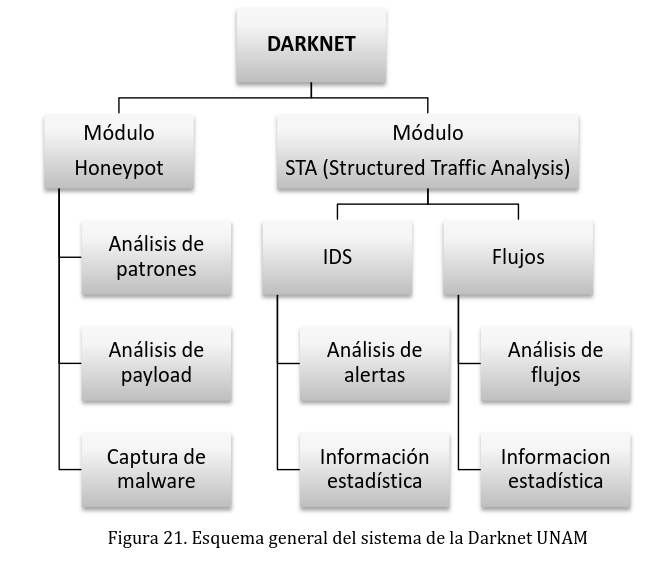 DARKNET
Módulo
Honeypot
Módulo
STA (Structured Traffic Analysis)
Análisis de
patrones
Análisis de
payload
Captura de
malware
IDS
Análisis de
alertas
Información
estadística
Flujos
Análisis de
flujos
Informacion
estadística
Figura 21. Esquema general del sistema de la Darknet UNAM